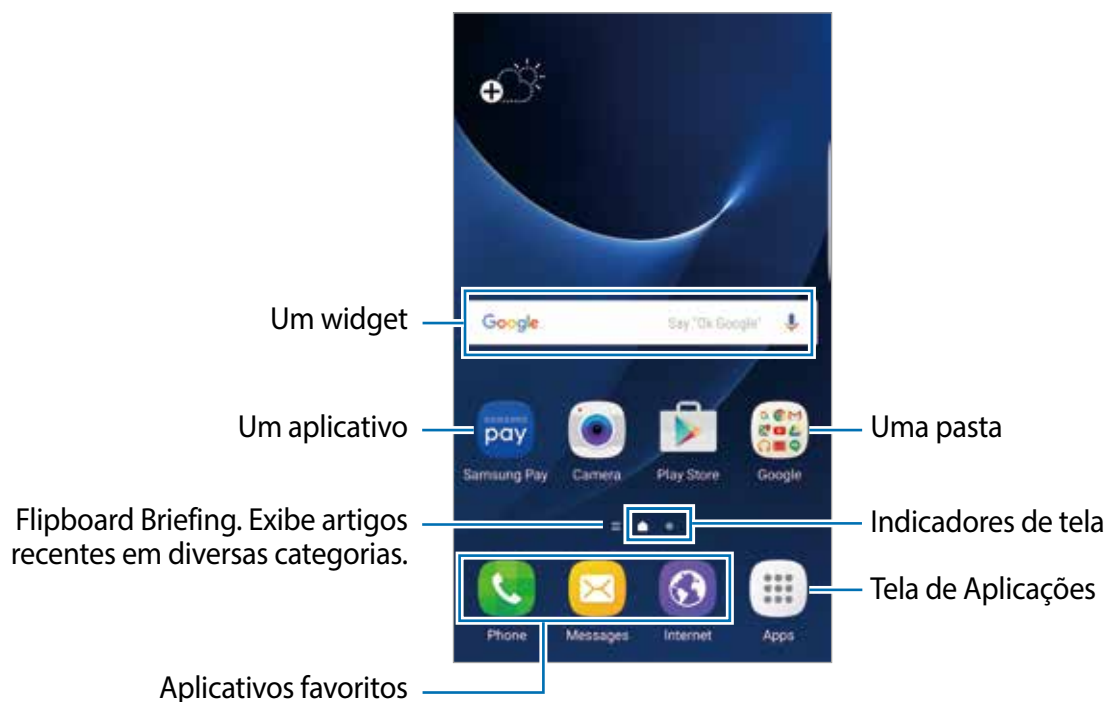 Um widget
Google
Say "Ok Google"
Um aplicativo
SAMSUNG
pay
Uma pasta
Samsung Pay
Camera
Play Store
Google
Flipboard Briefing. Exibe artigos
recentes em diversas categorias.
Indicadores de tela
Tela de Aplicações
Phone
Messages
Internet
Apps
Aplicativos favoritos